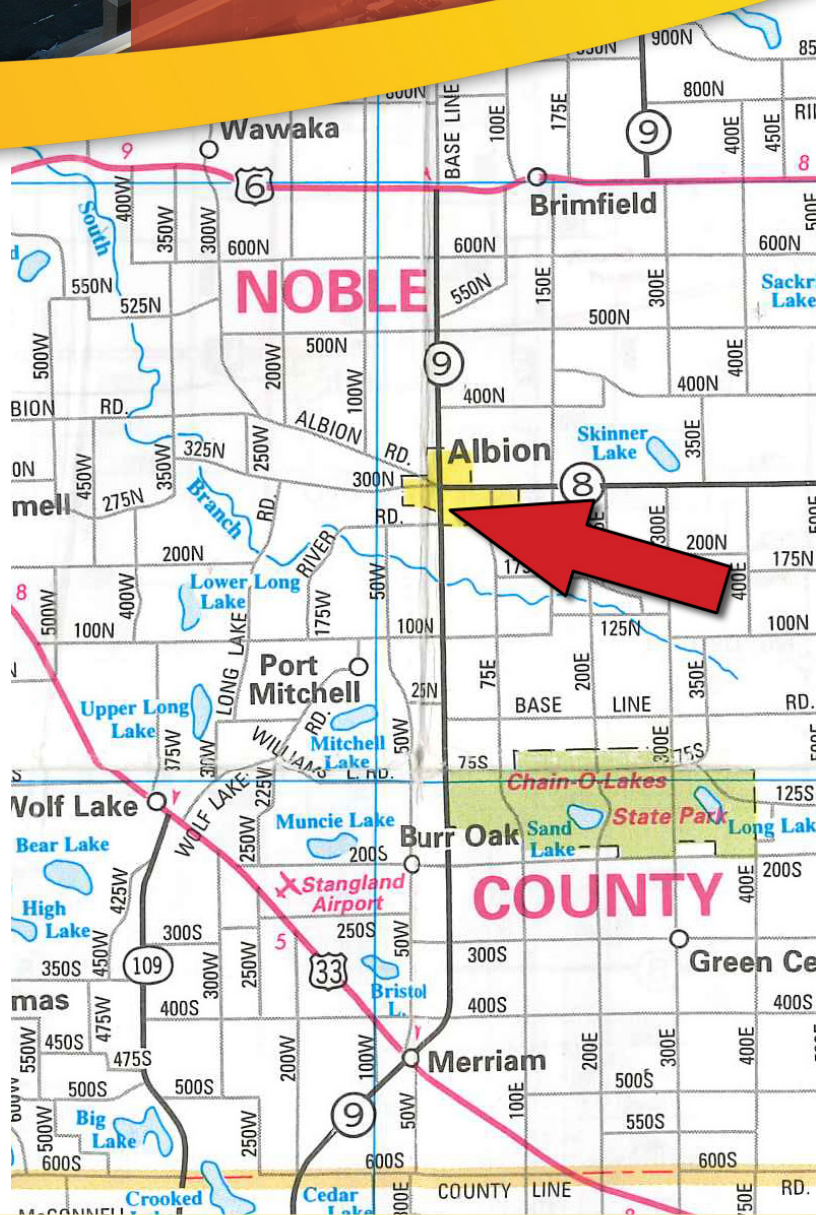 900N
800N
BASE LINE
100E
175E
9
400E
450E
Wawaka
9
6
8
Brimfield
South
400W
350W
300W
600N
600N
600N
NOBLE
550N
525N
550N
150E
300E
500N
500W
200W
500N
100W
9
400E
400N
400N
RD.
ALBION
RD.
Albion
Skinner
Lake
350E
325N
250W
300N
8
450W
350W
275N
Branch
RD.
RD.
RIVER
300E
200N
175N
200N
Lower Long
Lake
175W
50W
400E
8
500W
400W
100N
100N
125N
100N
LONG LAKE
Port
Mitchell
75E
200E
350E
25N
BASE LINE RD.
Upper Long
Lake
RD.
Mitchell
Lake
50W
WILLIAMS L. RD.
375W
75S
300E
75S
Chain-O-Lakes
State Park
125S
Wolf Lake
WOLF LAKE
225W
Bear Lake
Muncie Lake
Burr Oak
Sand
Lake
250W
200S
400E
200S
High
Lake
425W
Stangland
Airport
COUNTY
300S
5
250S
50W
300S
450W
109
300W
250W
33
350S
Bristol
L.
400S
400S
400S
475W
550W
450S
475S
200W
100W
Merriam
200E
300E
400E
500S
500S
500S
100E
9
50W
550S
Big
Lake
500W
250W
600S
600S
600S
COUNTY LINE RD.
Crooked
Cedar
Lake